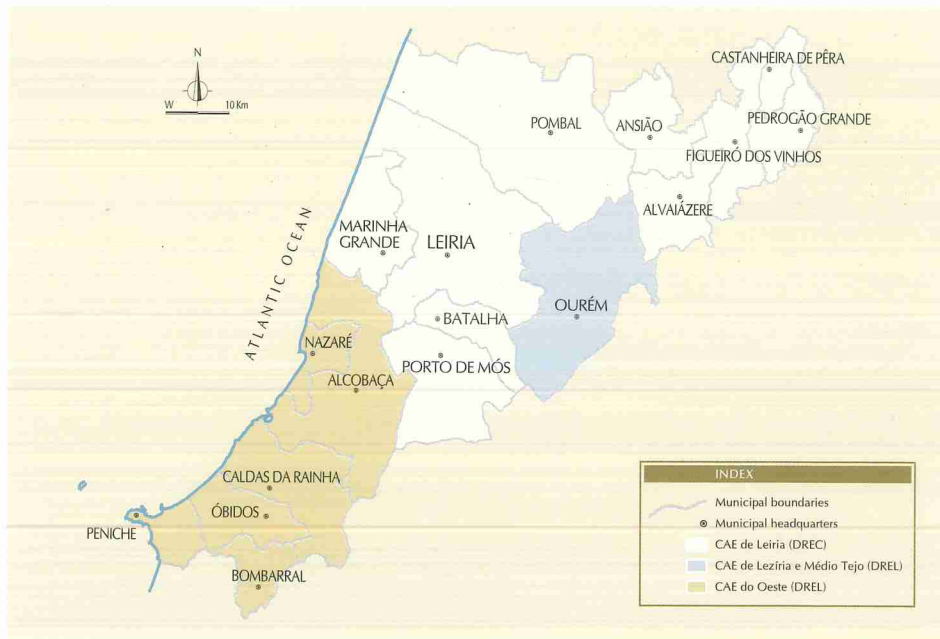 N
W
10 Km
ATLANTIC OCEAN
CASTANHEIRA DE PÊRA
POMBAL
ANSIÃO
PEDROGÃO GRANDE
FIGUEIRÓ DOS VINHOS
ALVAIÁZERE
MARINHA
GRANDE
LEIRIA
OURÉM
BATALHA
NAZARÉ
PORTO DE MÓS
ALCOBAÇA
CALDAS DA RAINHA
ÓBIDOS
PENICHE
BOMBARRAL
INDEX
Municipal boundaries
Municipal headquarters
CAE de Leiria (DREC)
CAE de Lezíria e Médio Tejo (DREL)
CAE do Oeste (DREL)